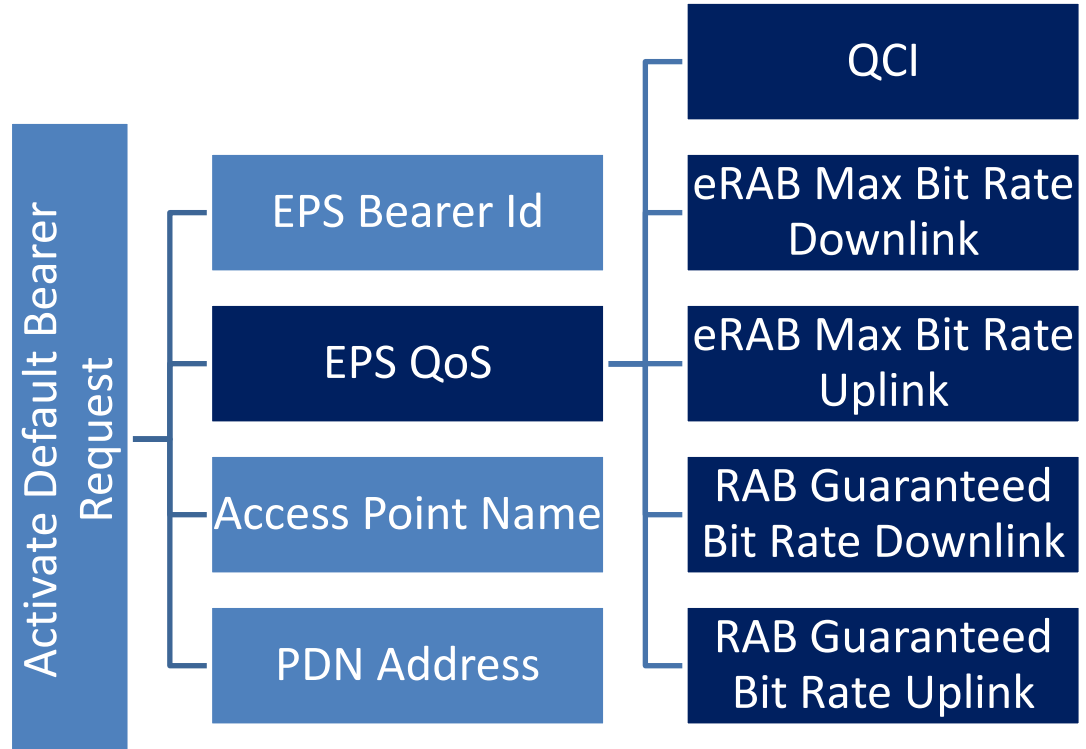 Activate Default Bearer
Request
EPS Bearer Id
EPS QoS
Access Point Name
PDN Address
QCI
eRAB Max Bit Rate
Downlink
eRAB Max Bit Rate
Uplink
RAB Guaranteed
Bit Rate Downlink
RAB Guaranteed
Bit Rate Uplink